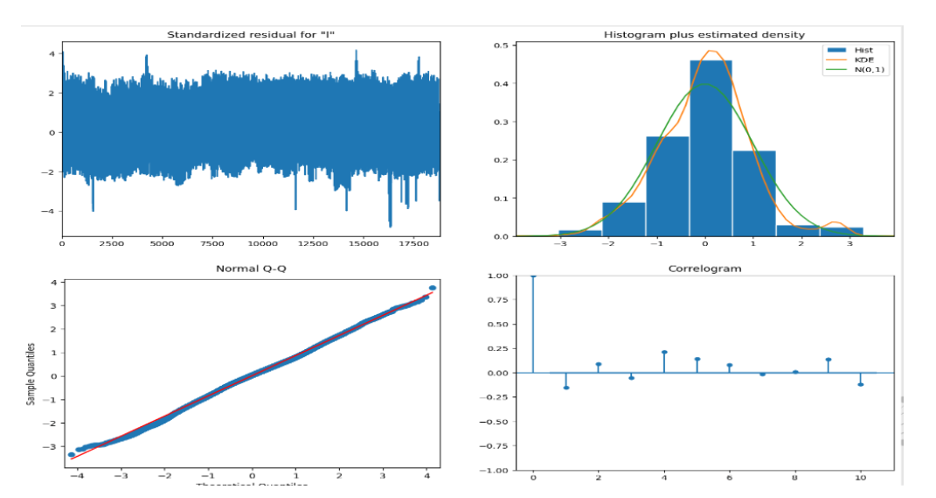 Standardized residual for "l"
4
2
0
−2
−4
0 2500 5000 7500 10000 12500 15000 17500
Histogram plus estimated density
Hist
KDE
N(0,1)
0.5
0.4
0.3
0.2
0.1
0.0
−3 −2 −1 0 1 2 3
Normal Q-Q
Sample Quantiles
4
3
2
1
0
−1
−2
−3
−4 −3 −2 −1 0 1 2 3 4
Theoretical Quantiles
Correlogram
1.00
0.75
0.50
0.25
0.00
−0.25
−0.50
−0.75
−1.00
0 2 4 6 8 10